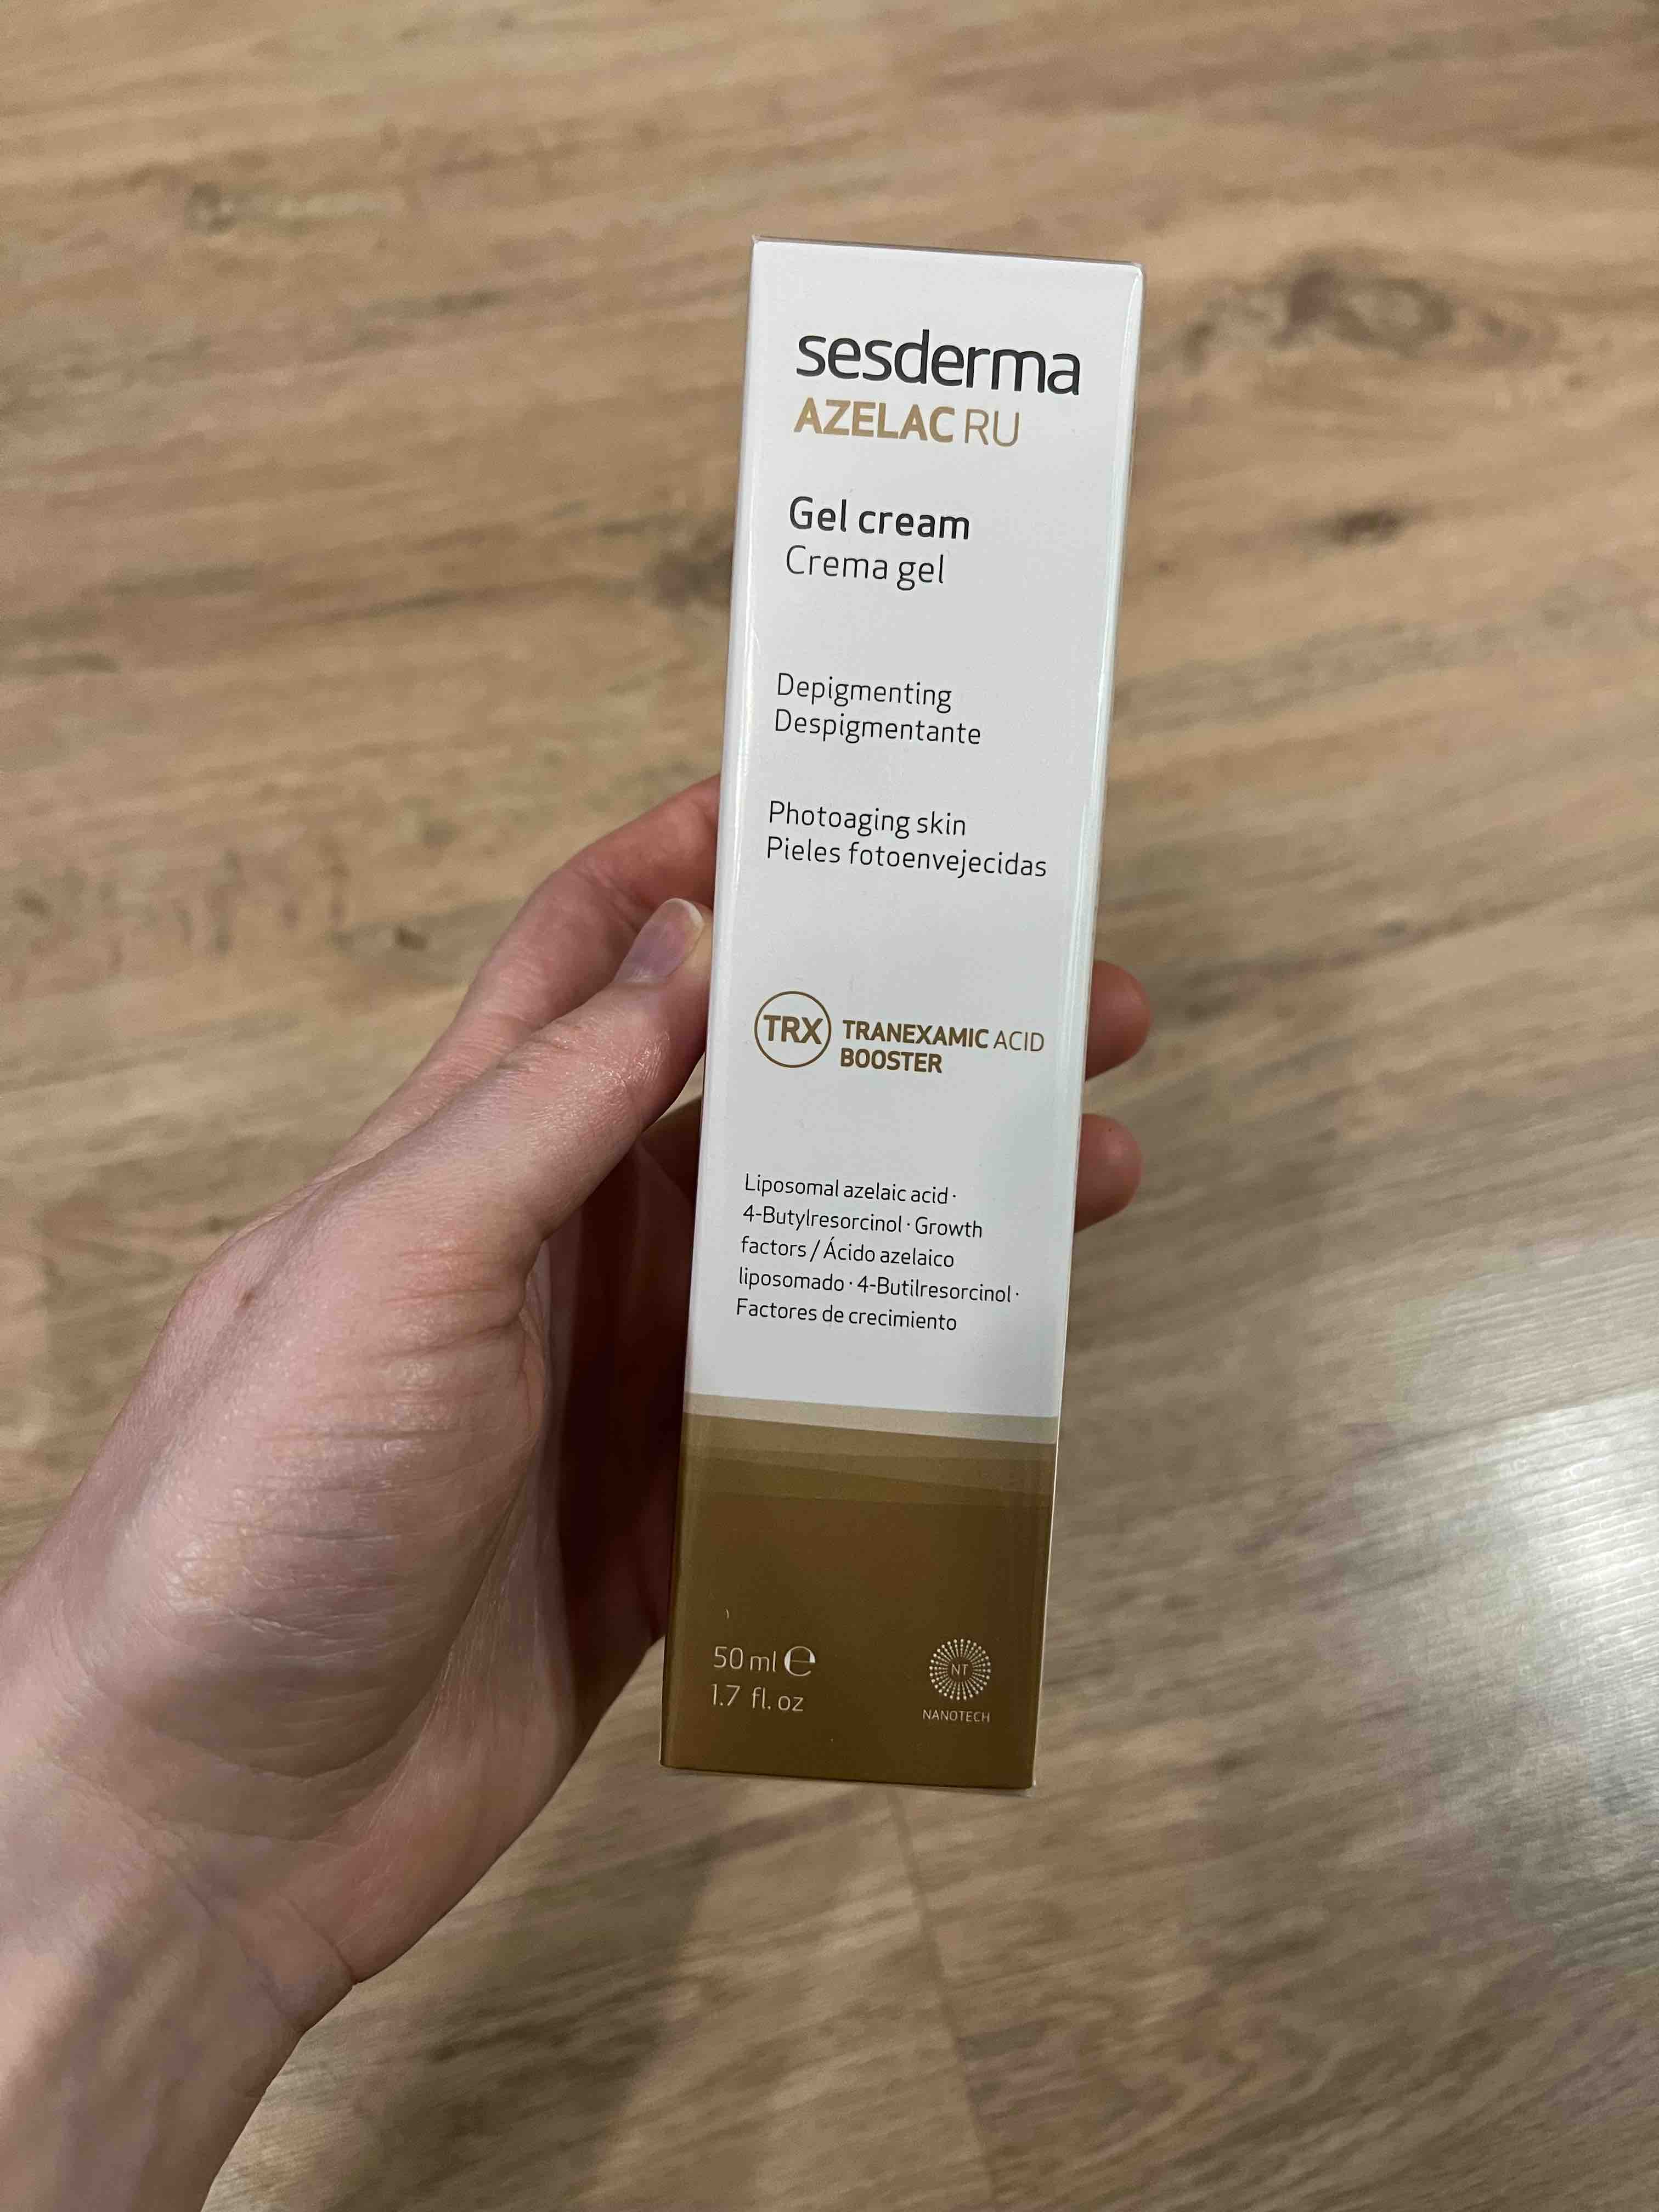 sesderma
AZELAC RU
Gel cream
Crema gel
Depigmenting
Despigmentante
Photoaging skin
Pieles fotoenvejecidas
TRX TRANEXAMIC ACID
BOOSTER
Liposomal azelaic acid ·
4-Butylresorcinol · Growth
factors / Ácido azelaico
liposomado · 4-Butilresorcinol ·
Factores de crecimiento
50 ml ℮
1.7 fl. oz
NT
NANOTECH